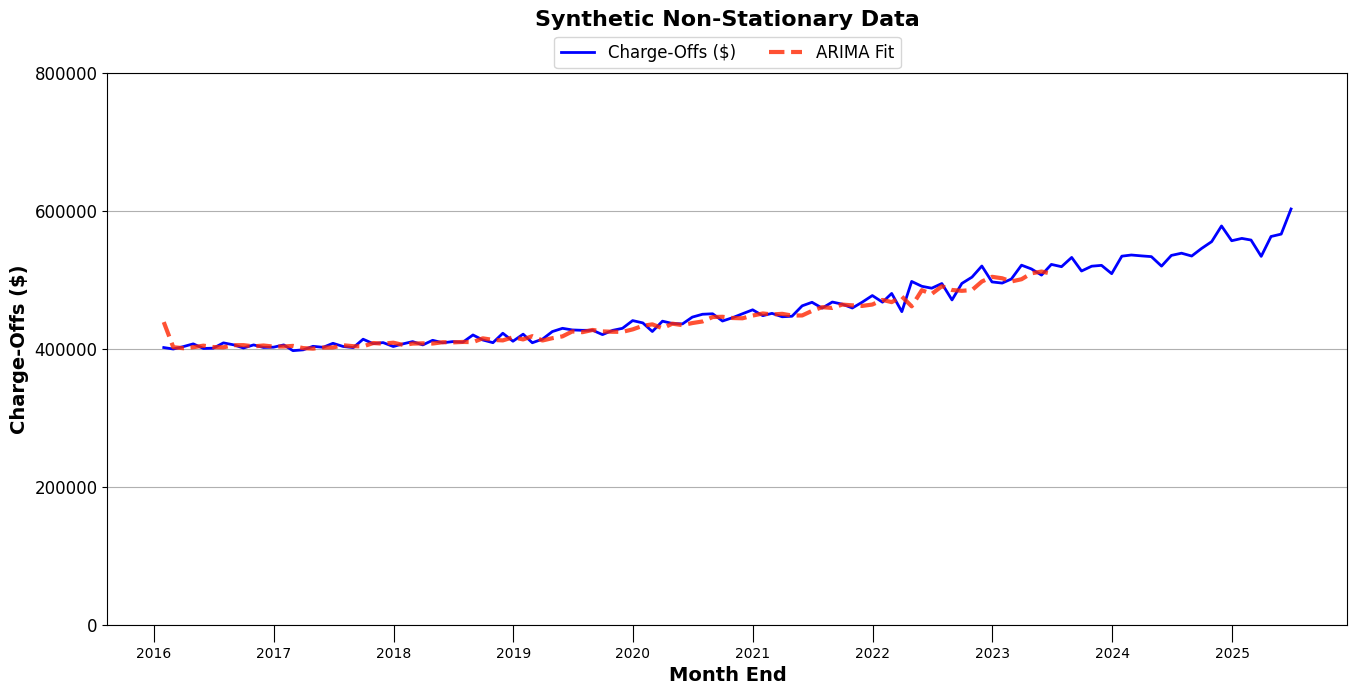 Synthetic Non-Stationary Data
Charge-Offs ($) ARIMA Fit
800000
600000
400000
200000
0
Charge-Offs ($)
2016 2017 2018 2019 2020 2021 2022 2023 2024 2025
Month End